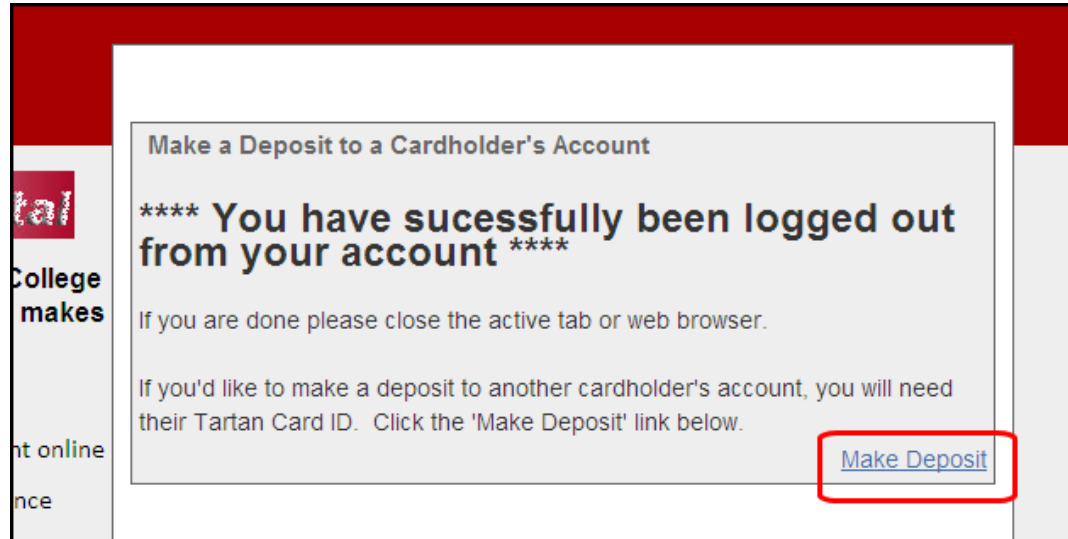 Make a Deposit to a Cardholder's Account
**** You have sucessfully been logged out
from your account ****
If you are done please close the active tab or web browser.
If you'd like to make a deposit to another cardholder's account, you will need
their Tartan Card ID.  Click the 'Make Deposit' link below.
Make Deposit
tal
College
makes
nt online
nce